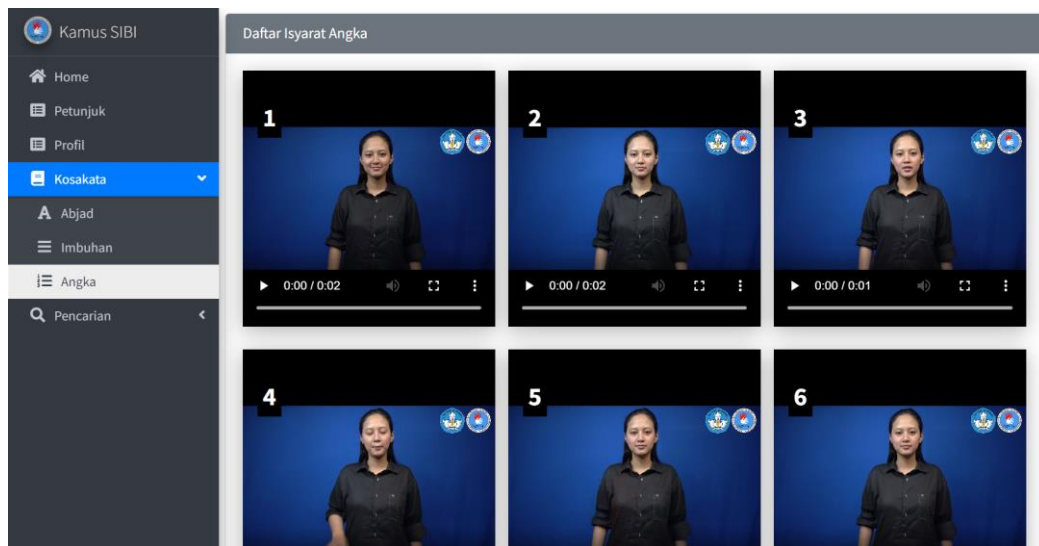 Kamus SIBI
Home
Petunjuk
Profil
Kosakata
Abjad
Imbuhan
Angka
Pencarian
Daftar Isyarat Angka
1
2
3
0:00 / 0:02
0:00 / 0:02
0:00 / 0:01
4
5
6